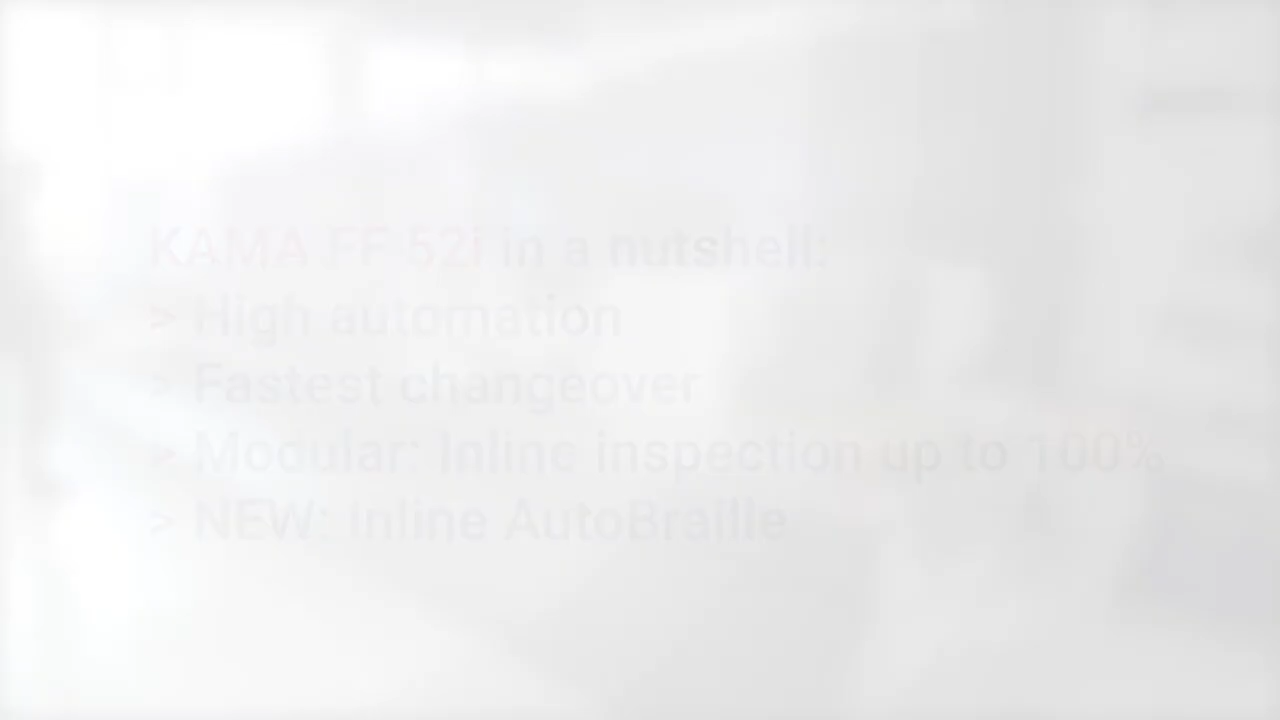 KAMA FF 52i in a nutshell:
> High automation
> Fastest changeover
> Modular: Inline inspection up to 100%
> NEW: Inline AutoBraille